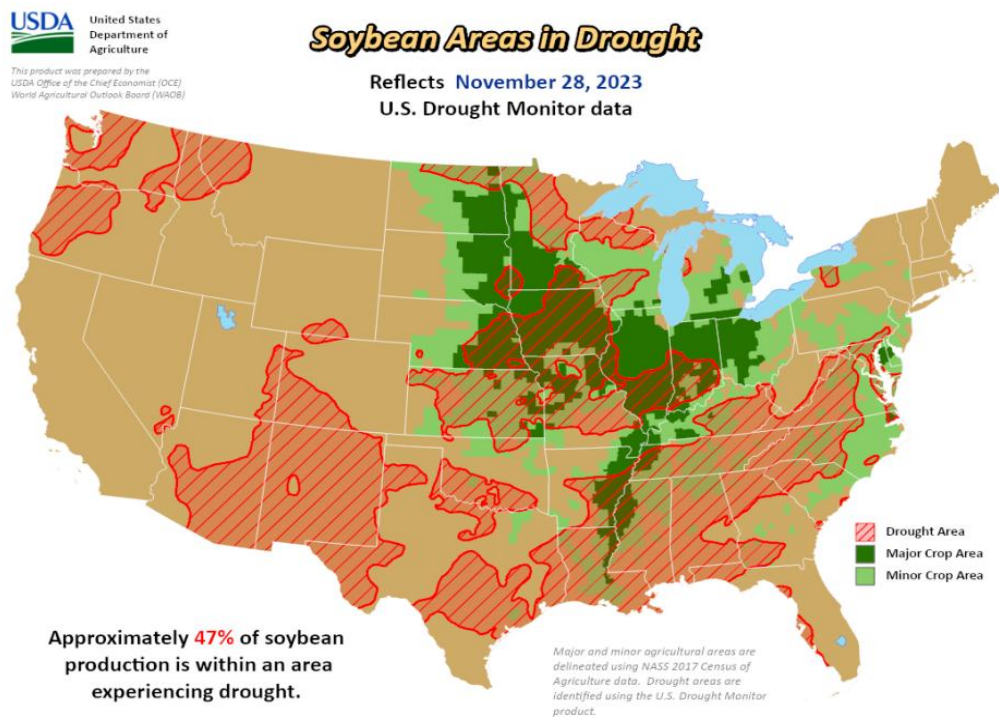 USDA
United States
Department of
Agriculture
This product was prepared by the
USDA Office of the Chief Economist (OCE)
World Agricultural Outlook Board (WAOB)
Soybean Areas in Drought
Reflects November 28, 2023
U.S. Drought Monitor data
Drought Area
Major Crop Area
Minor Crop Area
Approximately 47% of soybean
production is within an area
experiencing drought.
Major and minor agricultural areas are
delineated using NASS 2017 Census of
Agriculture data. Drought areas are
identified using the U.S. Drought Monitor
product.